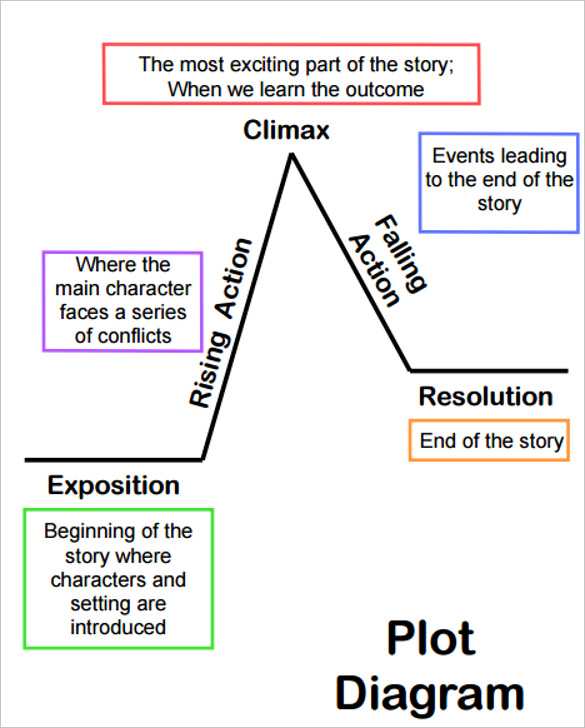 The most exciting part of the story;
When we learn the outcome
Climax
Events leading
to the end of the
story
Falling
Action
Where the
main character
faces a series
of conflicts
Rising Action
Resolution
End of the story
Exposition
Beginning of the
story where
characters and
setting are
introduced
Plot
Diagram